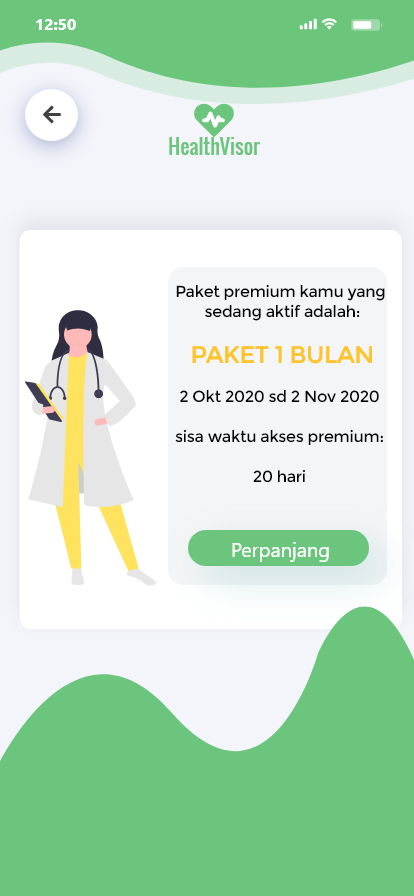 12:50
HealthVisor
Paket premium kamu yang
sedang aktif adalah:
PAKET 1 BULAN
2 Okt 2020 sd 2 Nov 2020
sisa waktu akses premium:
20 hari
Perpanjang